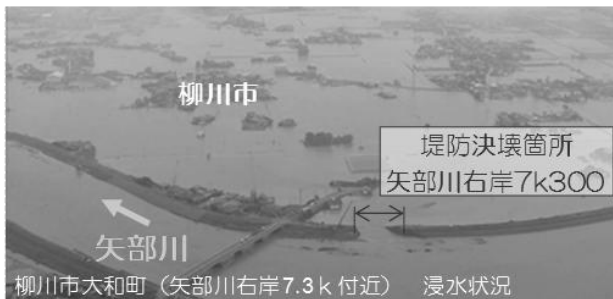 柳川市
堤防決壊箇所
矢部川右岸7k300
矢部川
柳川市大和町（矢部川右岸7.3ｋ付近）　浸水状況